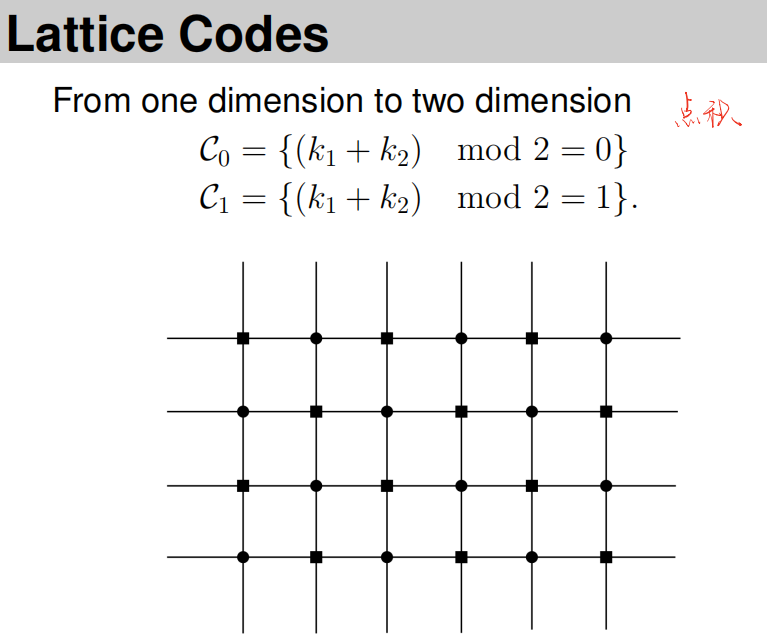 Lattice Codes
From one dimension to two dimension
点积
𝒞₀ = {(k₁ + k₂) mod 2 = 0}
𝒞₁ = {(k₁ + k₂) mod 2 = 1}.